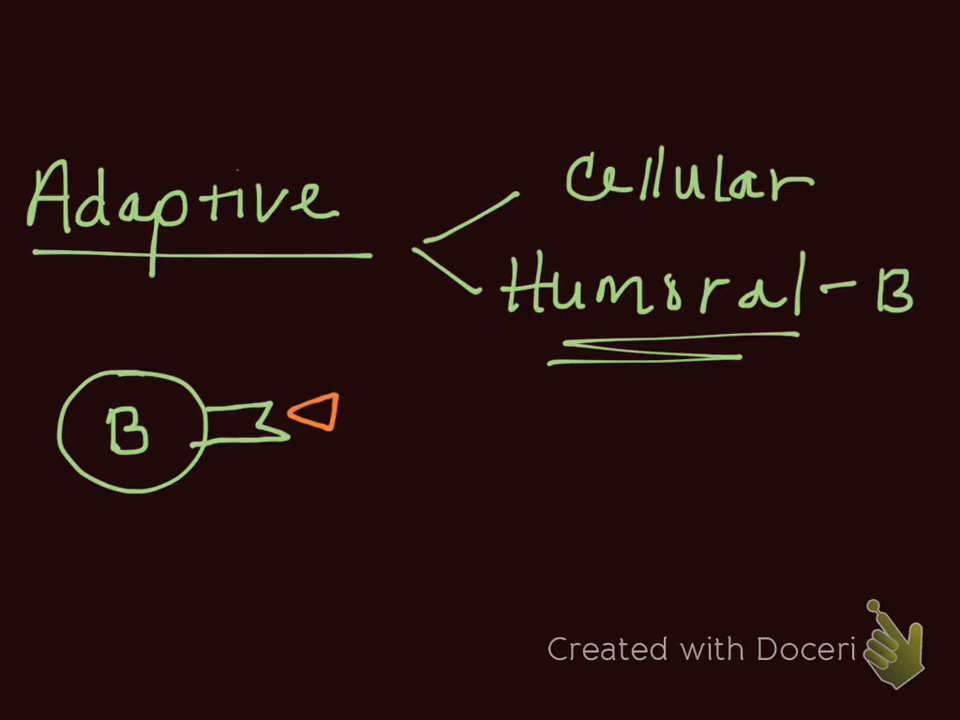 Adaptive
Cellular
Humoral - B
B
Created with Doceri